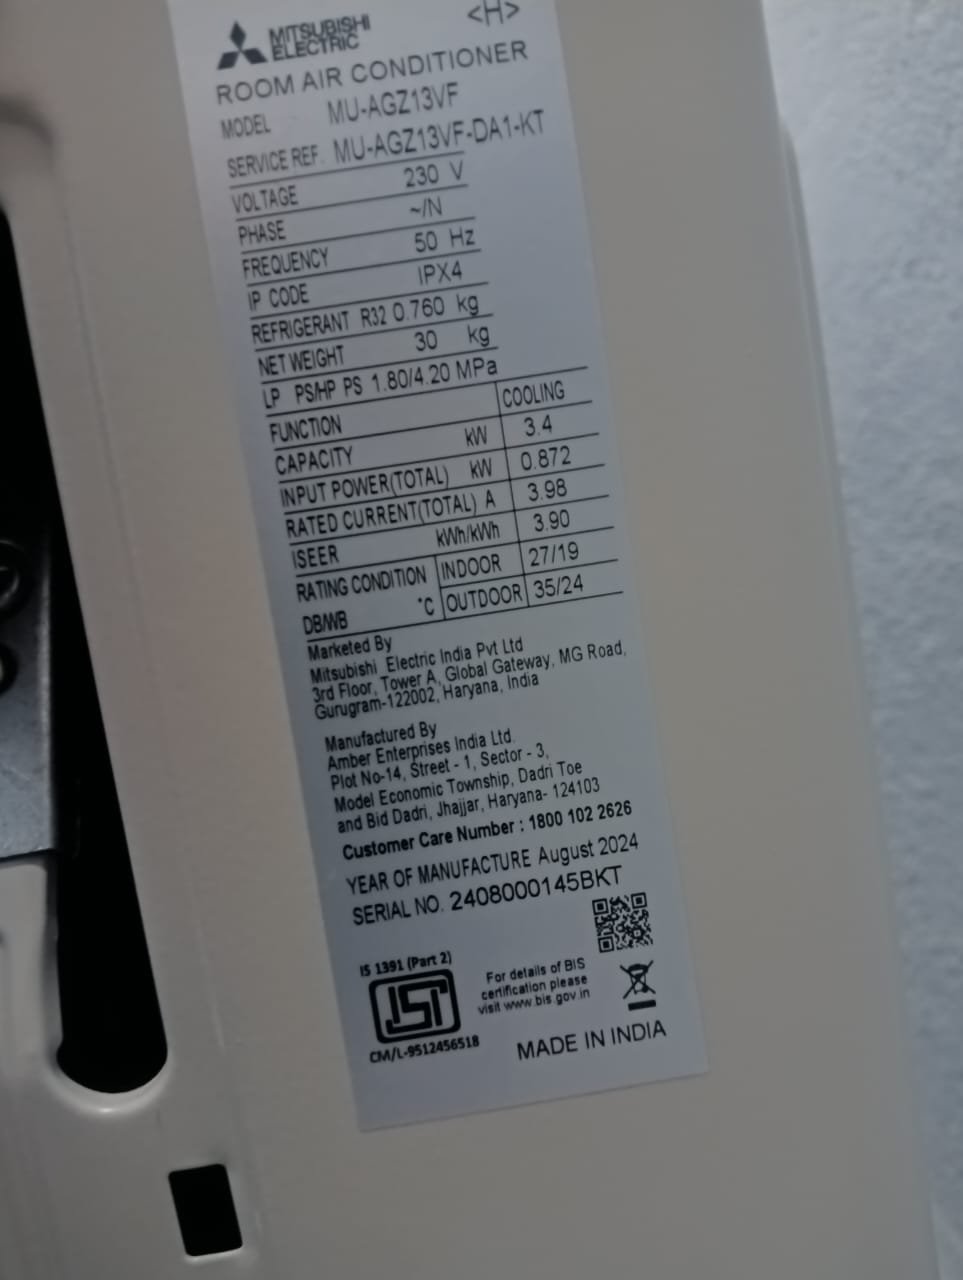 <H>
MITSUBISHI
ELECTRIC
ROOM AIR CONDITIONER
MODEL MU-AGZ13VF
SERVICE REF. MU-AGZ13VF-DA1-KT
VOLTAGE 230 V
PHASE ~/N
FREQUENCY 50 Hz
IP CODE IPX4
REFRIGERANT R32 0.760 kg
NET WEIGHT 30 kg
LP PS/HP PS 1.80/4.20 MPa
FUNCTION COOLING
CAPACITY kW 3.4
INPUT POWER(TOTAL) kW 0.872
RATED CURRENT(TOTAL) A 3.98
ISEER kWh/kWh 3.90
RATING CONDITION INDOOR 27/19
DB/WB °C OUTDOOR 35/24
Marketed By
Mitsubishi Electric India Pvt Ltd
3rd Floor, Tower A, Global Gateway, MG Road,
Gurugram-122002, Haryana, India
Manufactured By
Amber Enterprises India Ltd.
Plot No-14, Street - 1, Sector - 3,
Model Economic Township, Dadri Toe
and Bid Dadri, Jhajjar, Haryana- 124103
Customer Care Number : 1800 102 2626
YEAR OF MANUFACTURE August 2024
SERIAL NO. 2408000145BKT
IS 1391 (Part 2)
ISI
For details of BIS
certification please
visit www.bis.gov.in
CM/L-9512456518
MADE IN INDIA